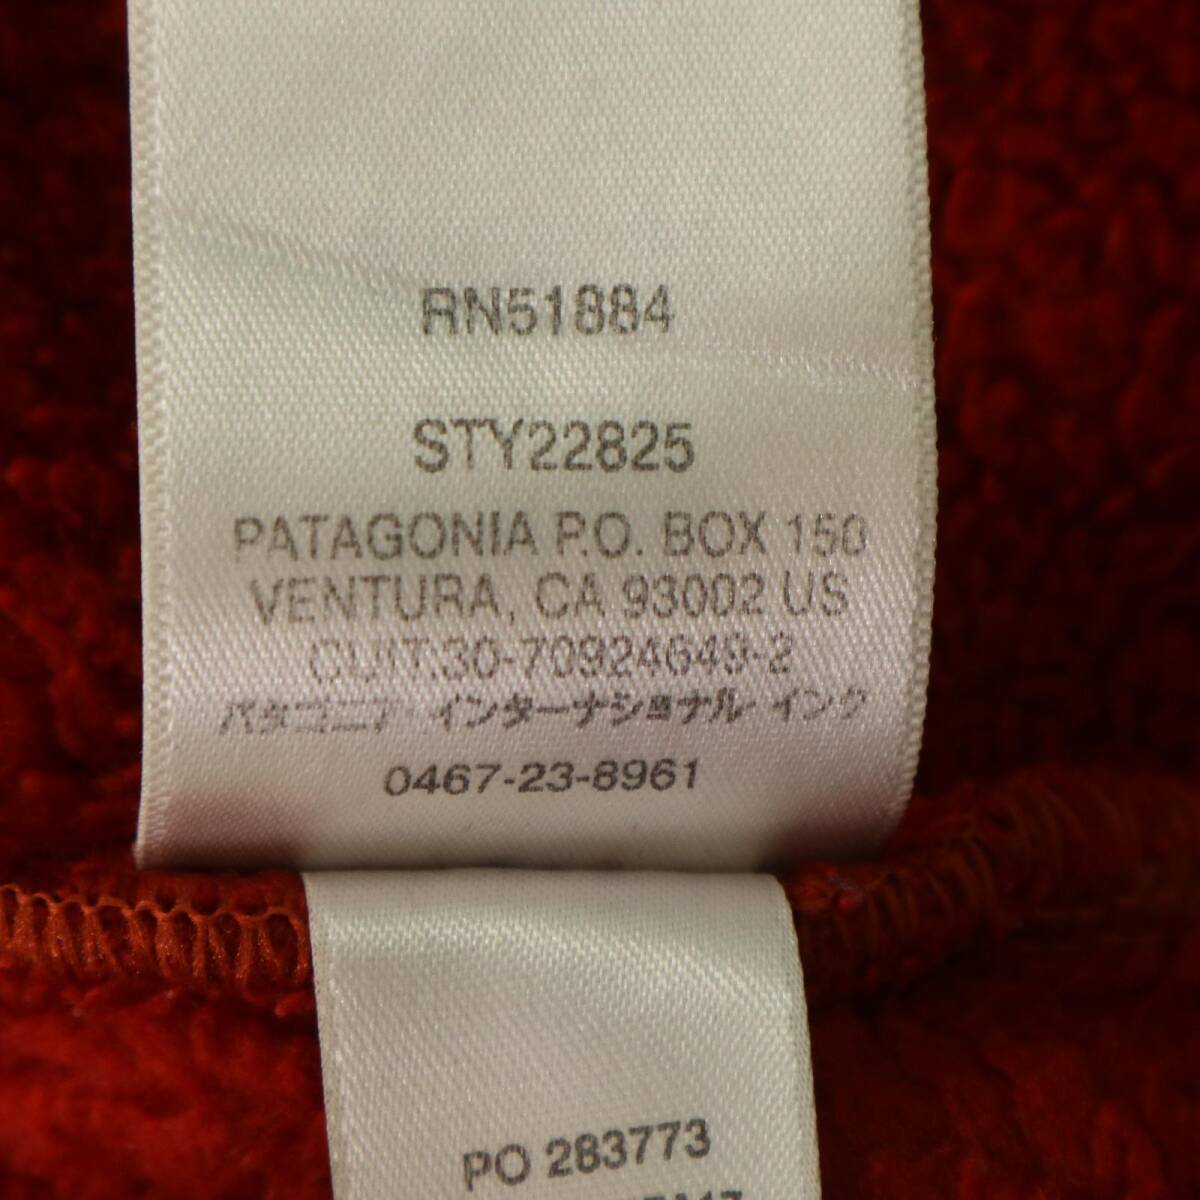 RN51884
STY22825
PATAGONIA P.O. BOX 150
VENTURA, CA 93002 US
CUIT:30-70924649-2
パタゴニア インターナショナル インク
0467-23-8961
PO 283773